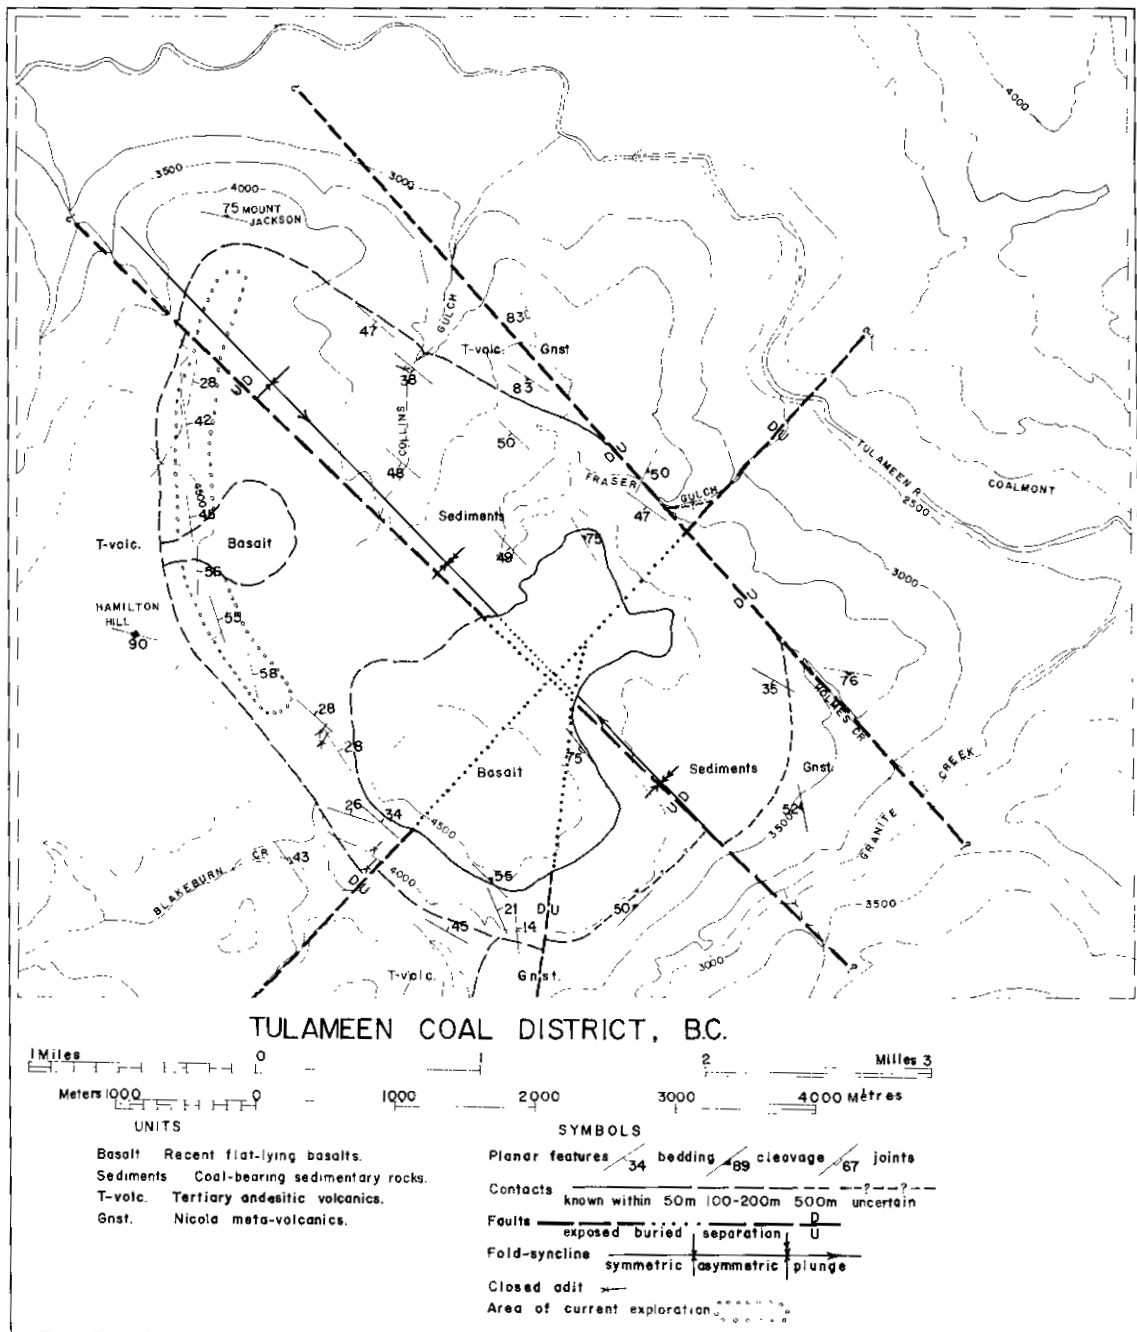 4000
3500
3000
4000
75 MOUNT
JACKSON
GULCH
83
47
T-volc. Gnst
38
83
28
U D
D U
42
COLLINS
50
U
D
50
TULAMEEN R.
2500
COALMONT
48
FRASER
GULCH
4500
45
Sediments
47
T-volc.
Basalt
49
75
56
3000
HAMILTON
HILL
90
55
D U
58
35
76
HOLMES CR
28
28
75
Basalt
Sediments
Gnst.
CREEK
U D
26
34
4500
52
3500
GRANITE
BLAKEBURN CR
43
D U
4000
55
3500
21
D U
50
45
14
3000
T-volc.
Gnst.
TULAMEEN COAL DISTRICT, B.C.
1 Miles 0 1 2 Milles 3
Meters 1000 0 1000 2000 3000 4000 Métres
UNITS
Basalt Recent flat-lying basalts.
Sediments Coal-bearing sedimentary rocks.
T-volc. Tertiary andesitic volcanics.
Gnst. Nicola meta-volcanics.
SYMBOLS
Planar features 34 bedding 89 cleavage 67 joints
Contacts ? ?
known within 50m 100-200m 500m uncertain
Faults D
U
exposed buried separation
Fold-syncline
symmetric asymmetric plunge
Closed adit
Area of current exploration